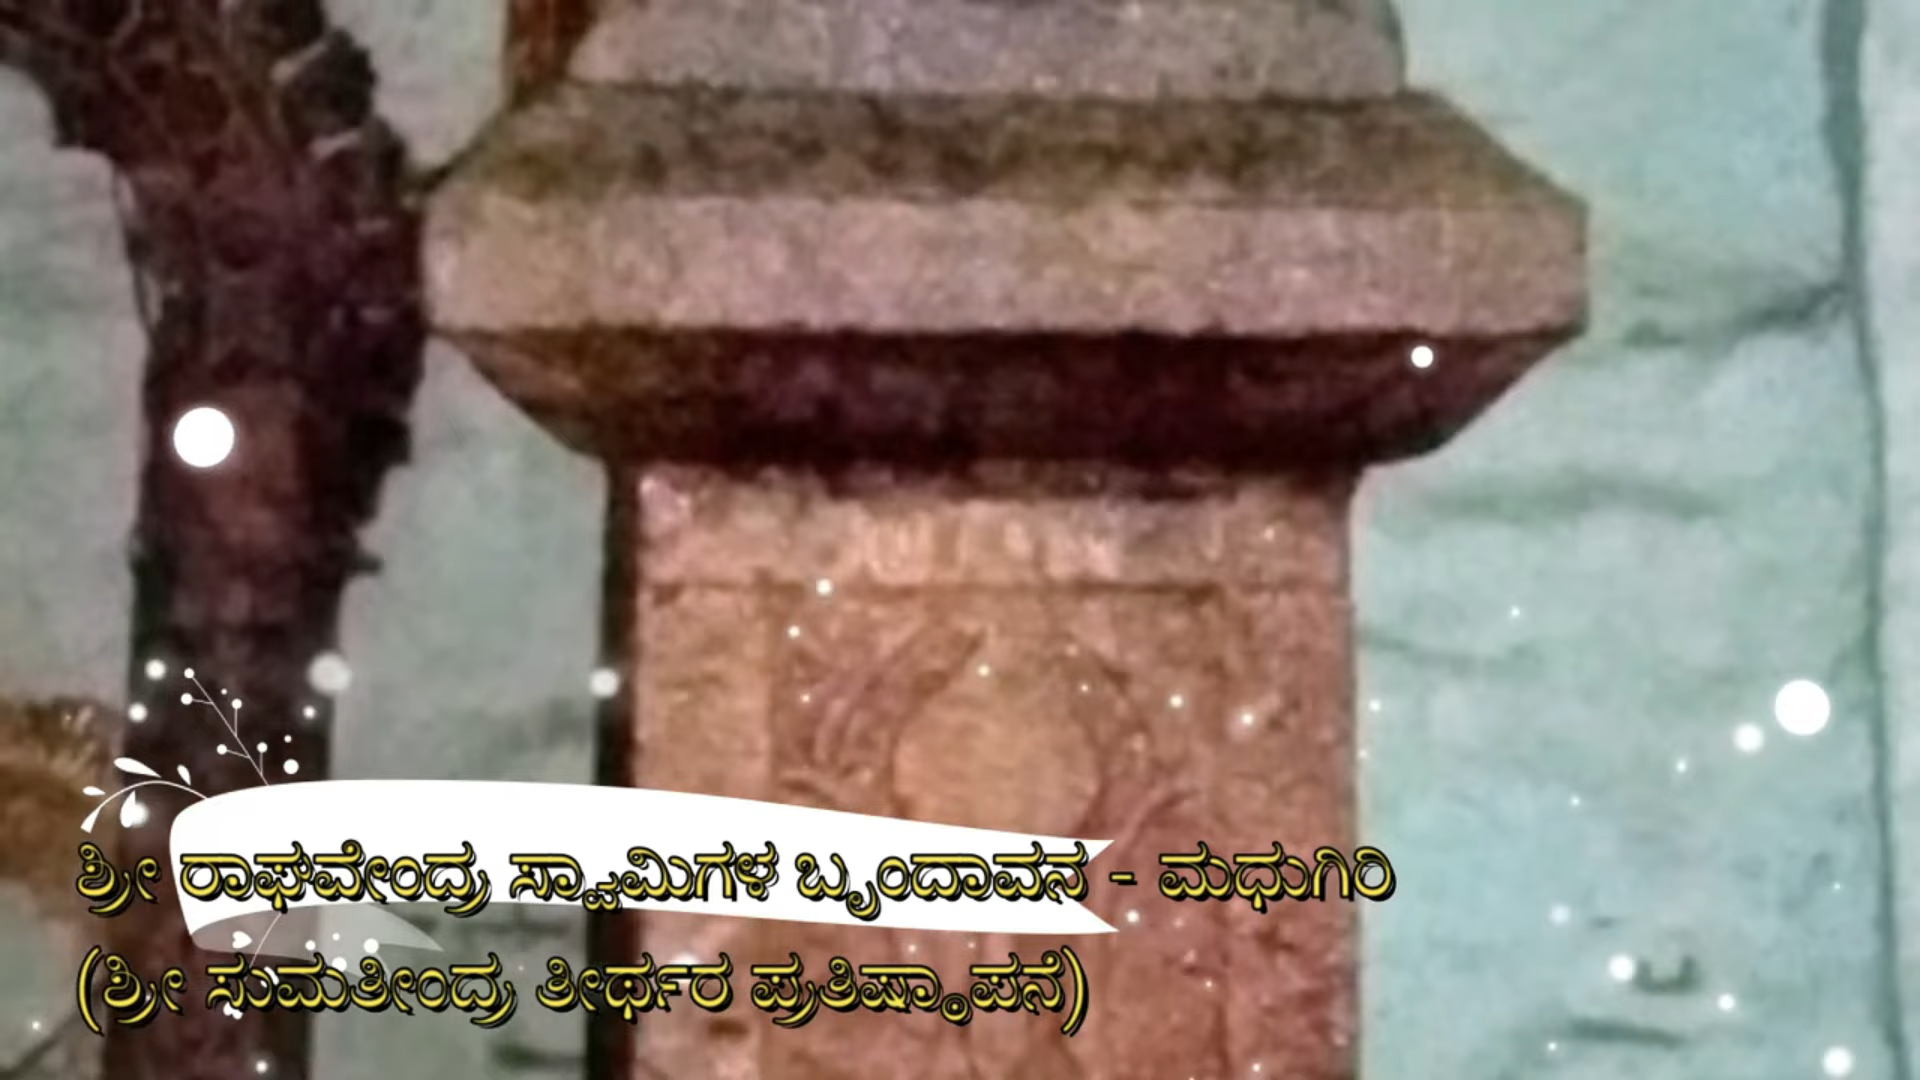 ಶ್ರೀ ರಾಘವೇಂದ್ರ ಸ್ವಾಮಿಗಳ ಬೃಂದಾವನ - ಮಧುಗಿರಿ
(ಶ್ರೀ ಸುಮತೀಂದ್ರ ತೀರ್ಥರ ಪ್ರತಿಷ್ಠಾಪನೆ)